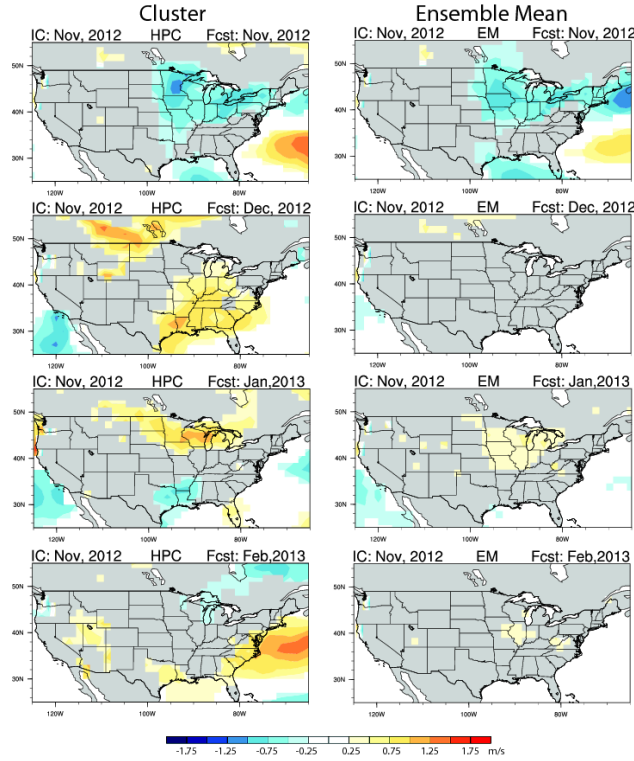 Cluster Ensemble Mean
IC: Nov, 2012 HPC Fcst: Nov, 2012 IC: Nov, 2012 EM Fcst: Nov, 2012
50N 50N
40N 40N
30N 30N
120W 100W 80W 120W 100W 80W
IC: Nov, 2012 HPC Fcst: Dec, 2012 IC: Nov, 2012 EM Fcst: Dec, 2012
50N 50N
40N 40N
30N 30N
120W 100W 80W 120W 100W 80W
IC: Nov, 2012 HPC Fcst: Jan,2013 IC: Nov, 2012 EM Fcst: Jan,2013
50N 50N
40N 40N
30N 30N
120W 100W 80W 120W 100W 80W
IC: Nov, 2012 HPC Fcst: Feb,2013 IC: Nov, 2012 EM Fcst: Feb,2013
50N 50N
40N 40N
30N 30N
120W 100W 80W 120W 100W 80W
-1.75 -1.25 -0.75 -0.25 0.25 0.75 1.25 1.75 m/s